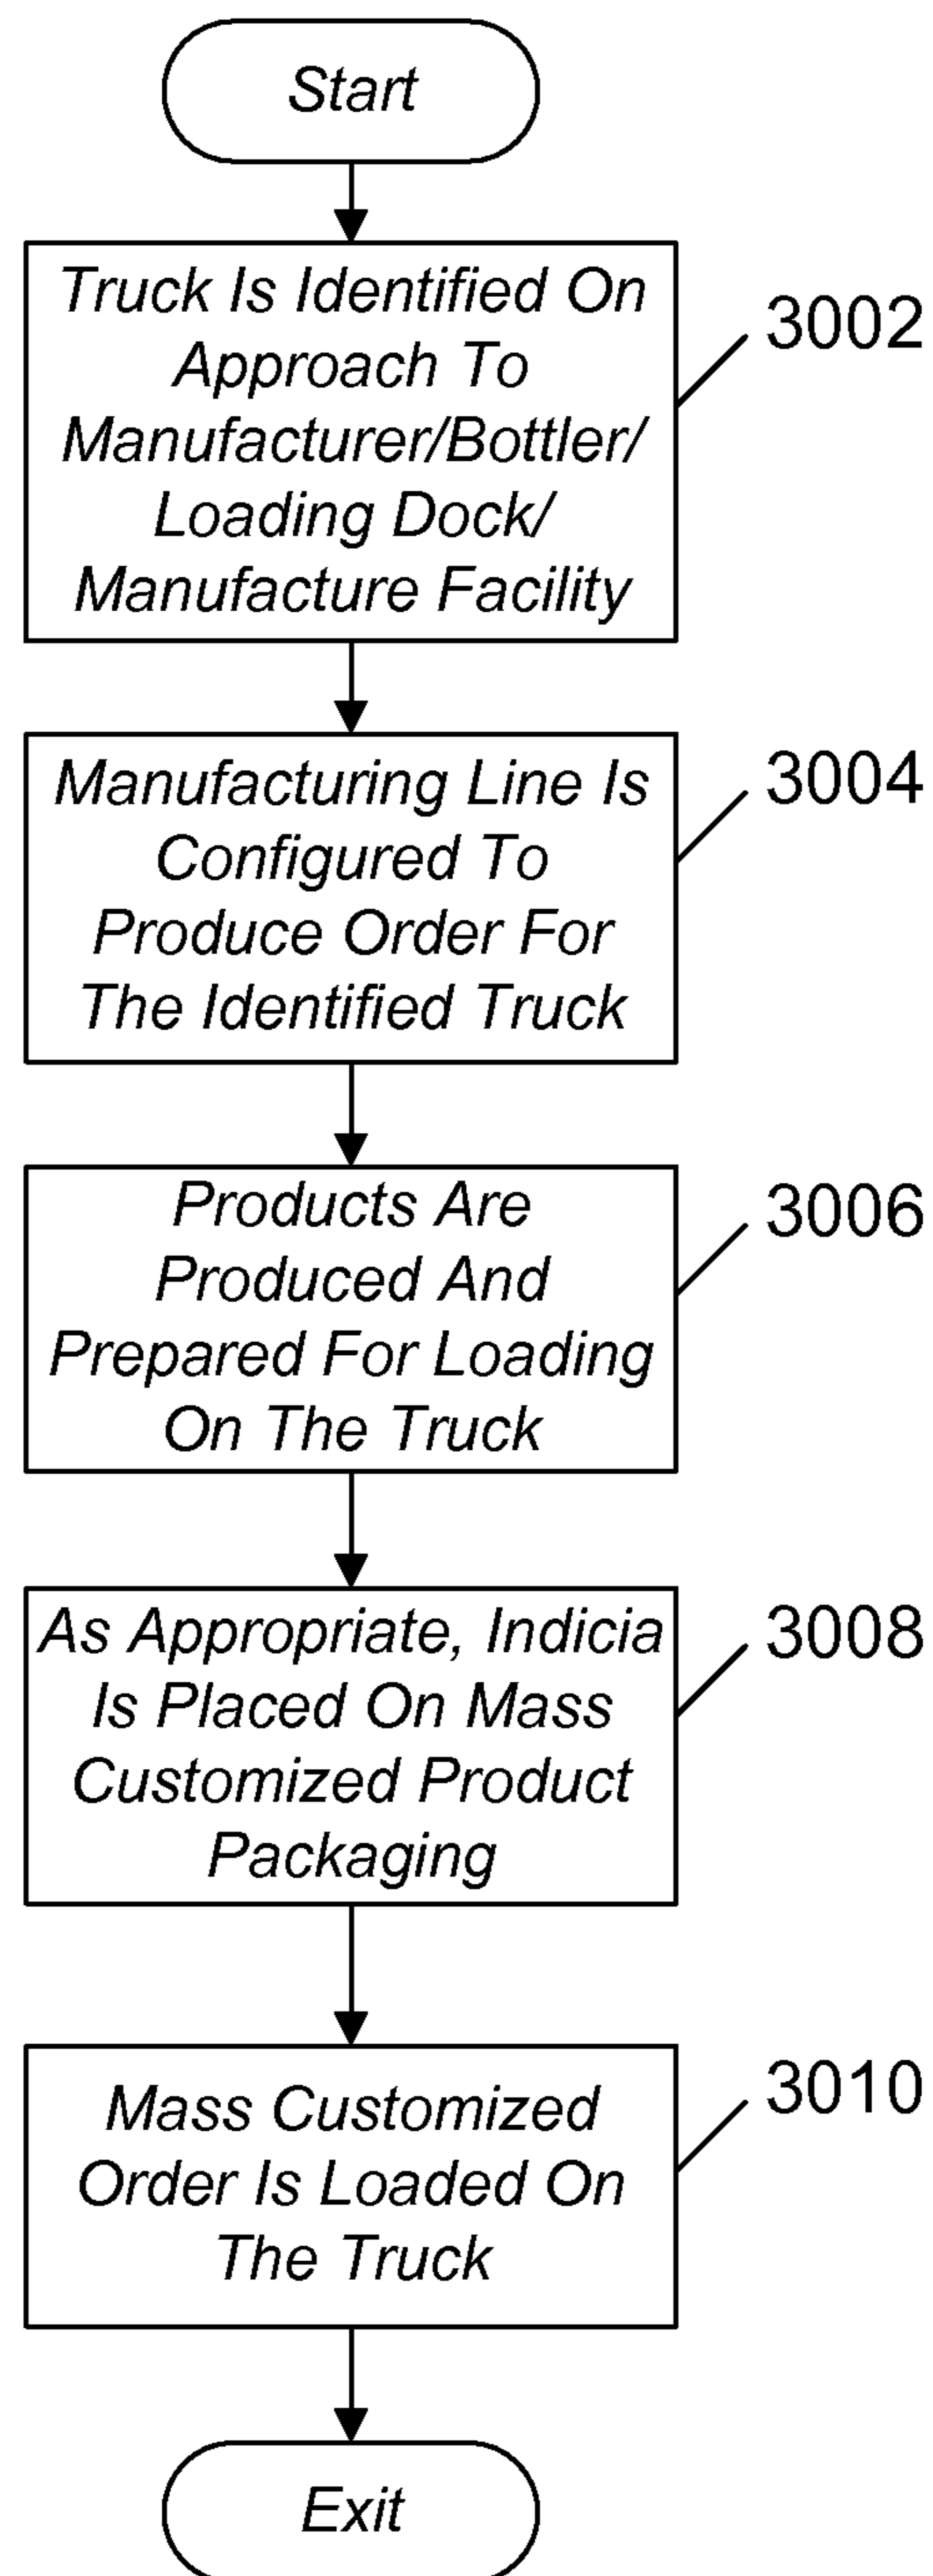 Start
Truck Is Identified On
Approach To
Manufacturer/Bottler/
Loading Dock/
Manufacture Facility
3002
Manufacturing Line Is
Configured To
Produce Order For
The Identified Truck
3004
Products Are
Produced And
Prepared For Loading
On The Truck
3006
As Appropriate, Indicia
Is Placed On Mass
Customized Product
Packaging
3008
Mass Customized
Order Is Loaded On
The Truck
3010
Exit